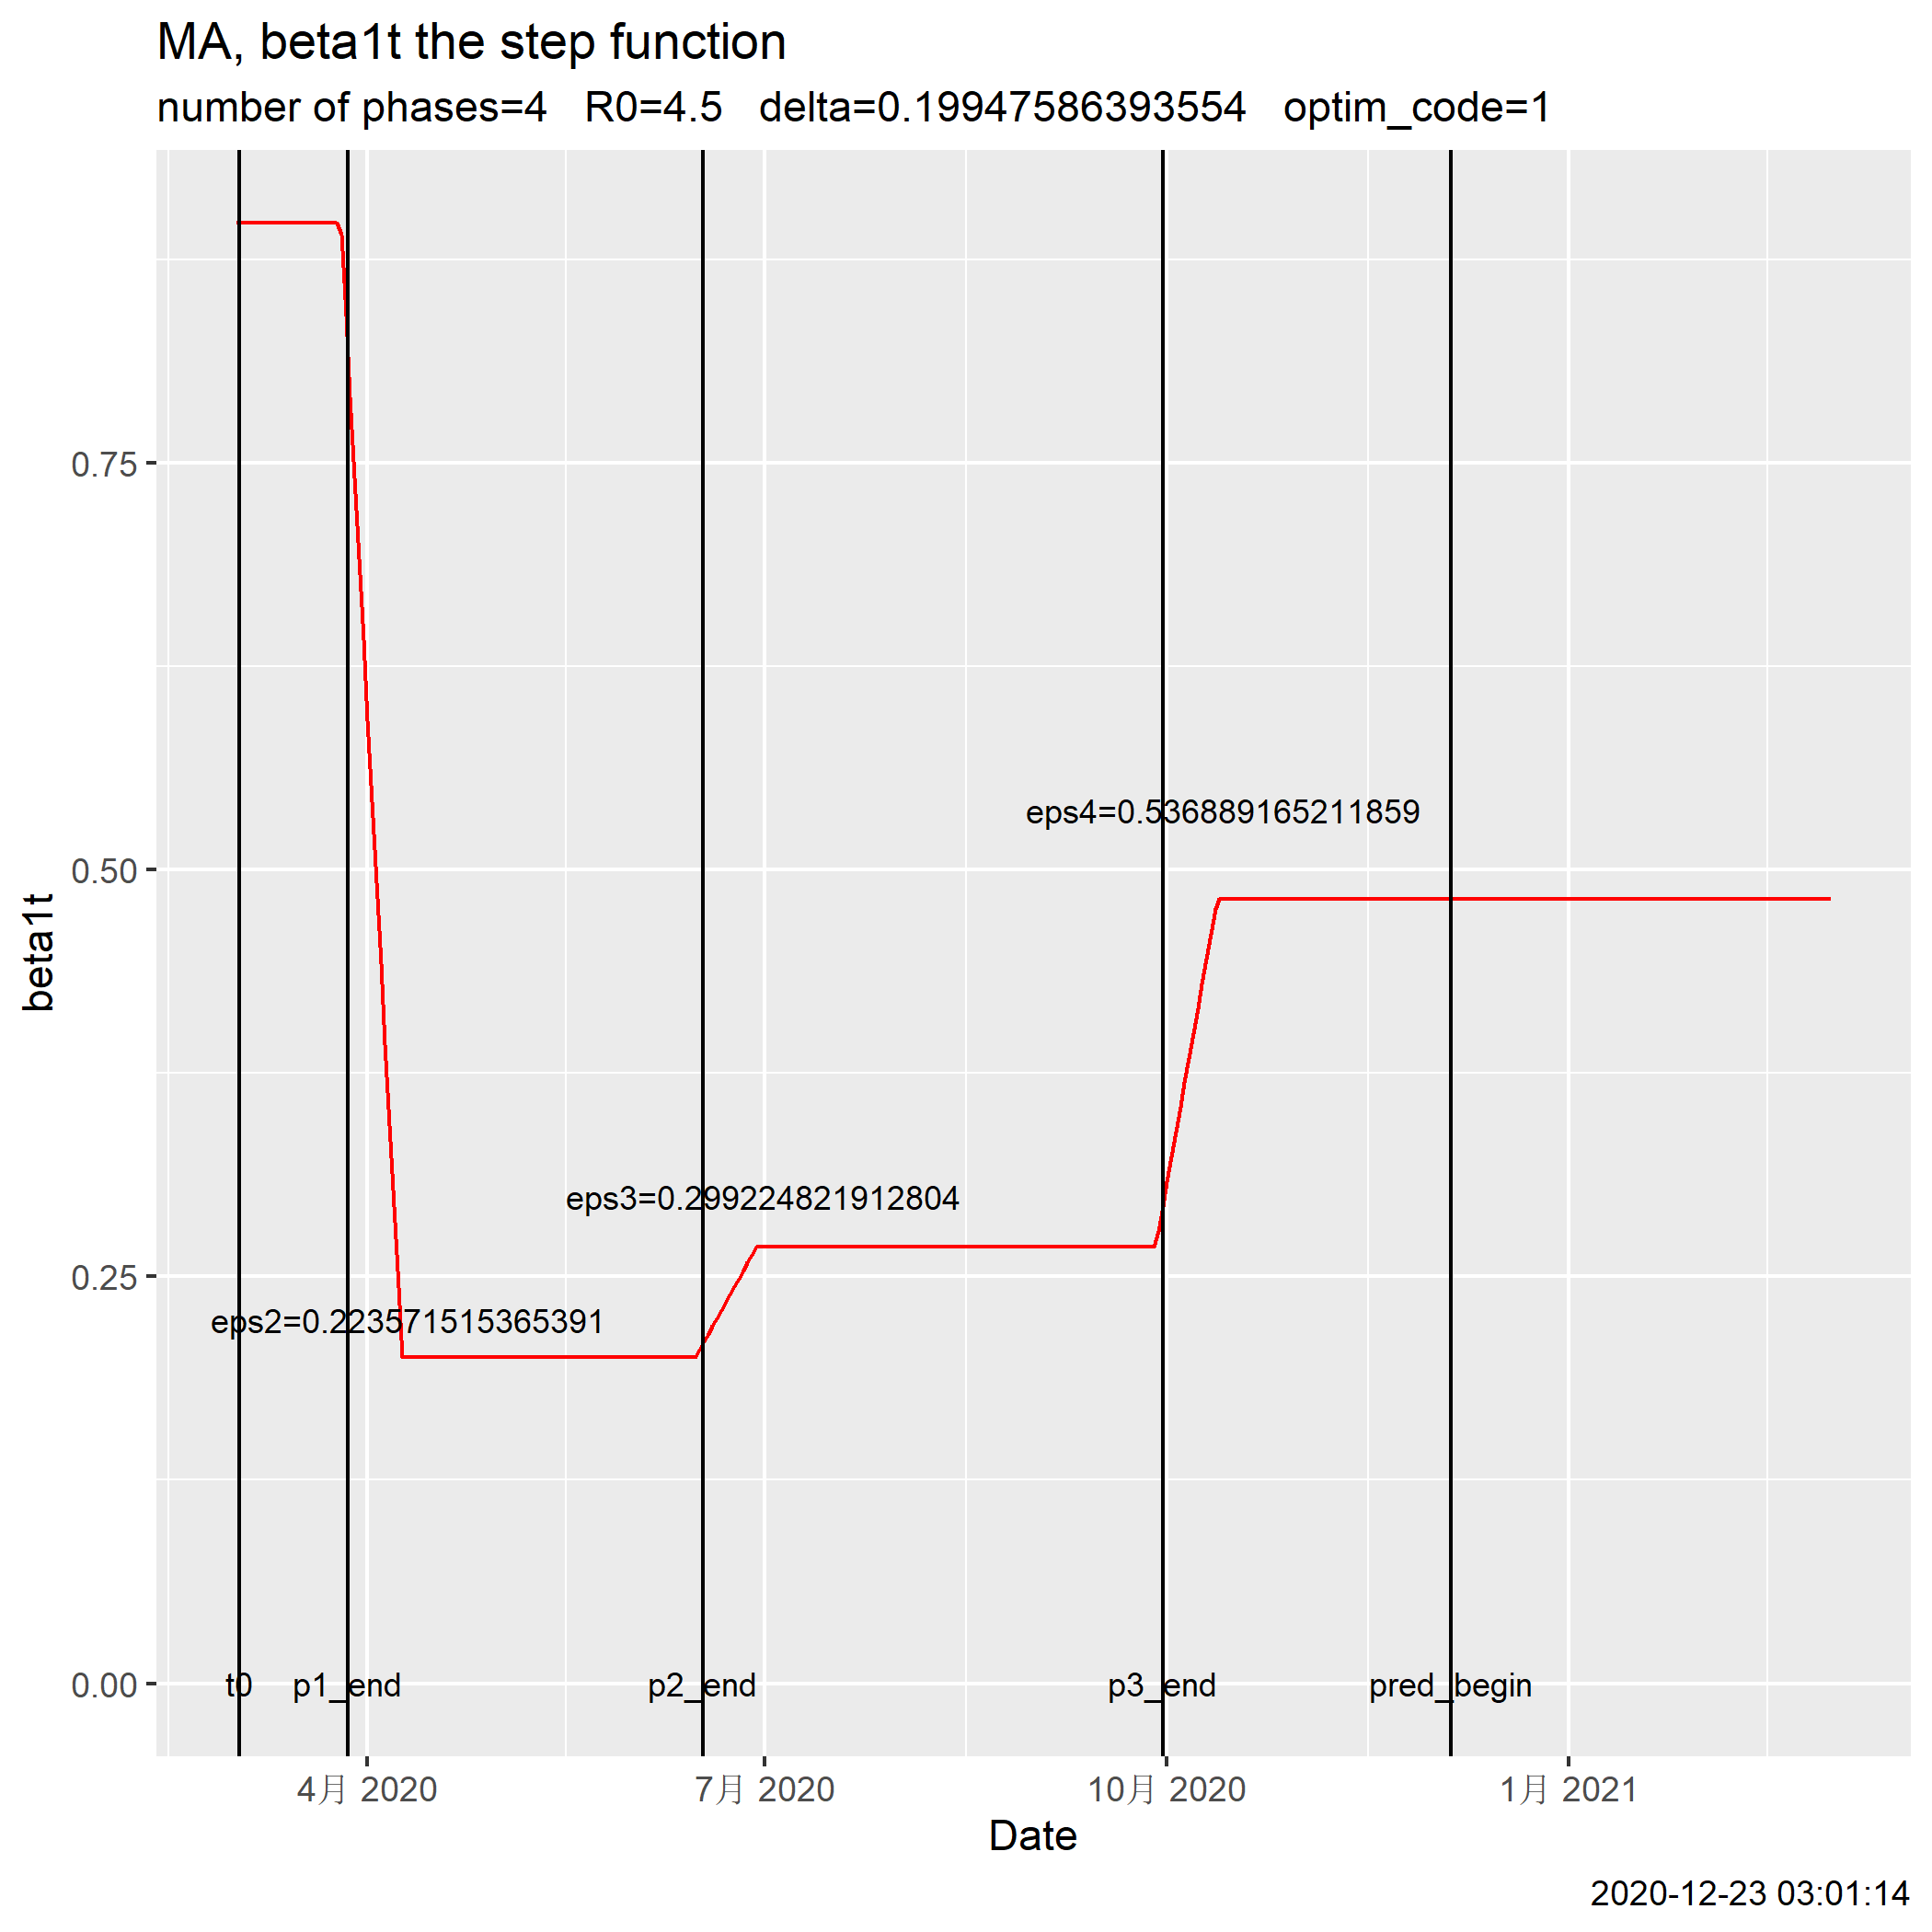 MA, beta1t the step function
number of phases=4 R0=4.5 delta=0.19947586393554 optim_code=1
0.75
eps4=0.536889165211859
0.50
beta1t
eps3=0.299224821912804
0.25
eps2=0.223571515365391
0.00
t0 p1_end p2_end p3_end pred_begin
4月 2020 7月 2020 10月 2020 1月 2021
Date
2020-12-23 03:01:14